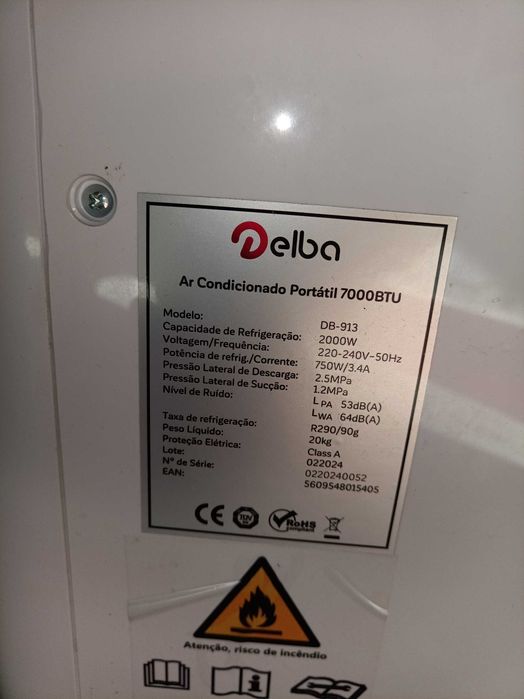 Delba
Ar Condicionado Portátil 7000BTU
Modelo: DB-913
Capacidade de Refrigeração: 2000W
Voltagem/Frequência: 220-240V~50Hz
Potência de refrig./Corrente: 750W/3.4A
Pressão Lateral de Descarga: 2.5MPa
Pressão Lateral de Sucção: 1.2MPa
Nível de Ruído: LPA 53dB(A)
LWA 64dB(A)
Taxa de refrigeração: R290/90g
Peso Líquido: 20kg
Proteção Elétrica: Class A
Lote: 022024
Nº de Série: 0220240052
EAN: 5609548015405
CE TÜV RoHS
compliant
Atenção, risco de incêndio